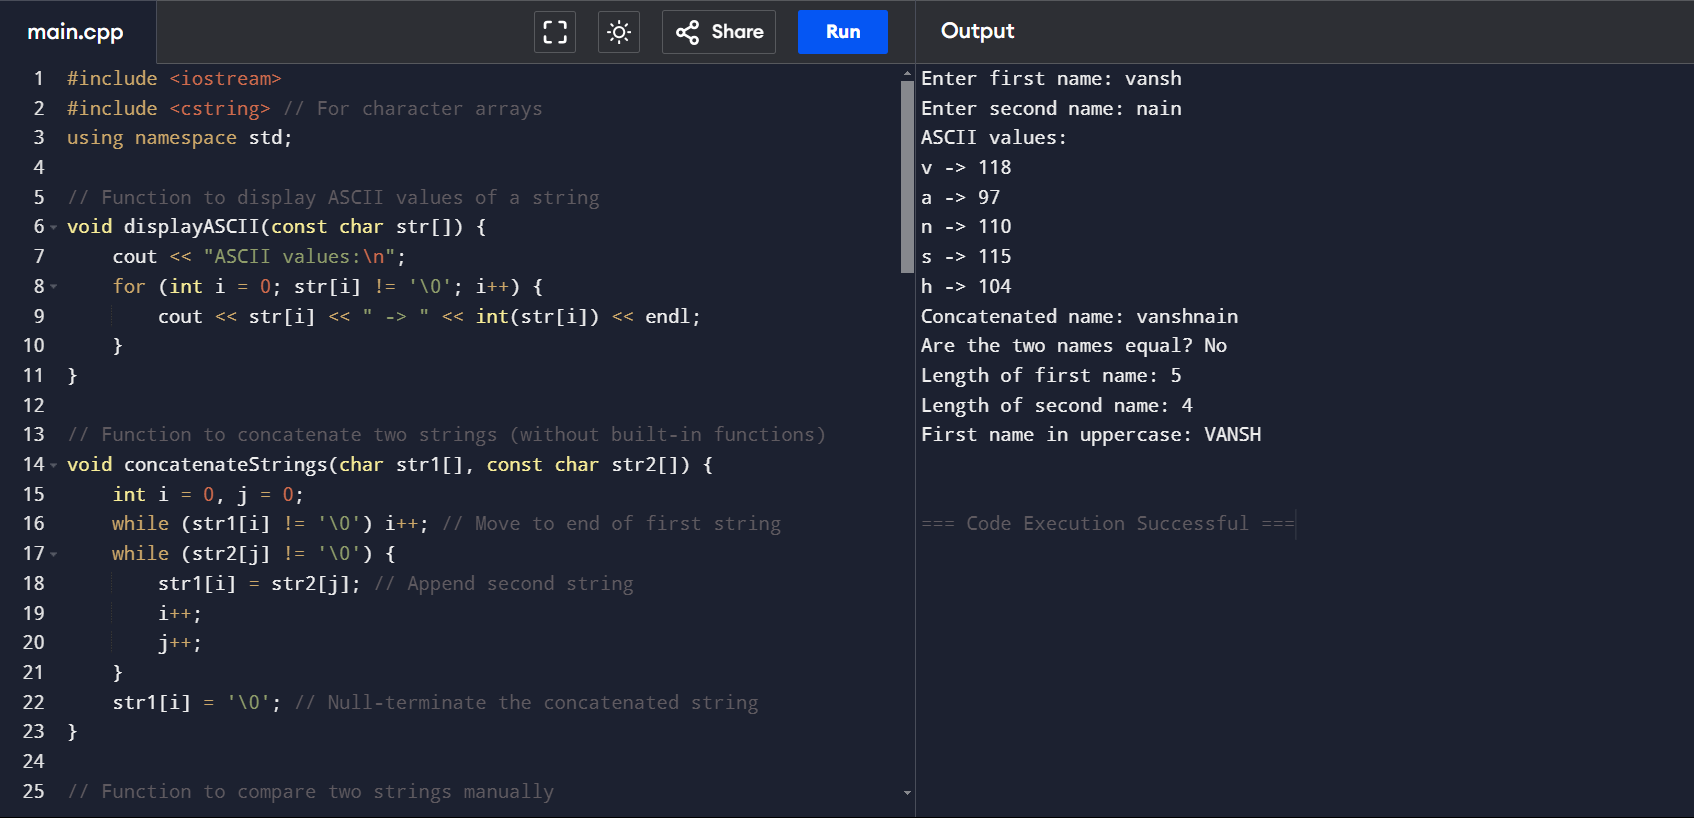 main.cpp
Share
Run
Output
1 #include <iostream>
2 #include <cstring> // For character arrays
3 using namespace std;
4
5 // Function to display ASCII values of a string
6 void displayASCII(const char str[]) {
7     cout << "ASCII values:\n";
8     for (int i = 0; str[i] != '\0'; i++) {
9         cout << str[i] << " -> " << int(str[i]) << endl;
10     }
11 }
12
13 // Function to concatenate two strings (without built-in functions)
14 void concatenateStrings(char str1[], const char str2[]) {
15     int i = 0, j = 0;
16     while (str1[i] != '\0') i++; // Move to end of first string
17     while (str2[j] != '\0') {
18         str1[i] = str2[j]; // Append second string
19         i++;
20         j++;
21     }
22     str1[i] = '\0'; // Null-terminate the concatenated string
23 }
24
25 // Function to compare two strings manually
Enter first name: vansh
Enter second name: nain
ASCII values:
v -> 118
a -> 97
n -> 110
s -> 115
h -> 104
Concatenated name: vanshnain
Are the two names equal? No
Length of first name: 5
Length of second name: 4
First name in uppercase: VANSH
=== Code Execution Successful ===